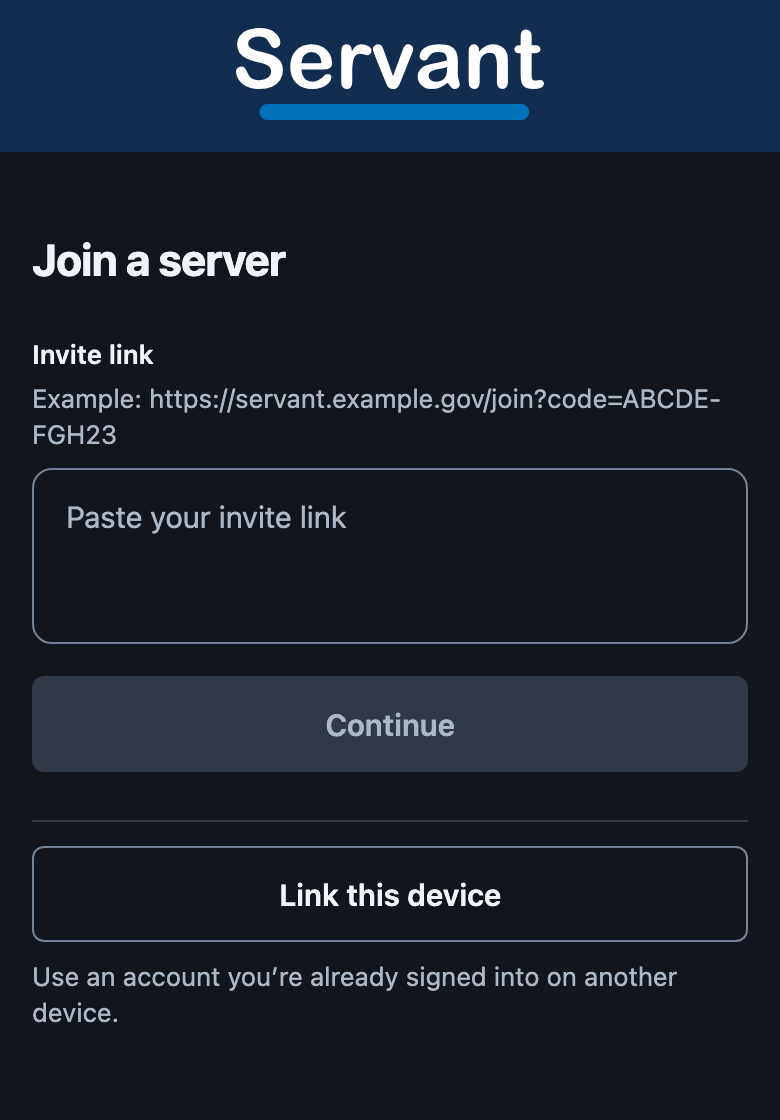 Servant
Join a server
Invite link
Example: https://servant.example.gov/join?code=ABCDE-
FGH23
Paste your invite link
Continue
Link this device
Use an account you’re already signed into on another
device.